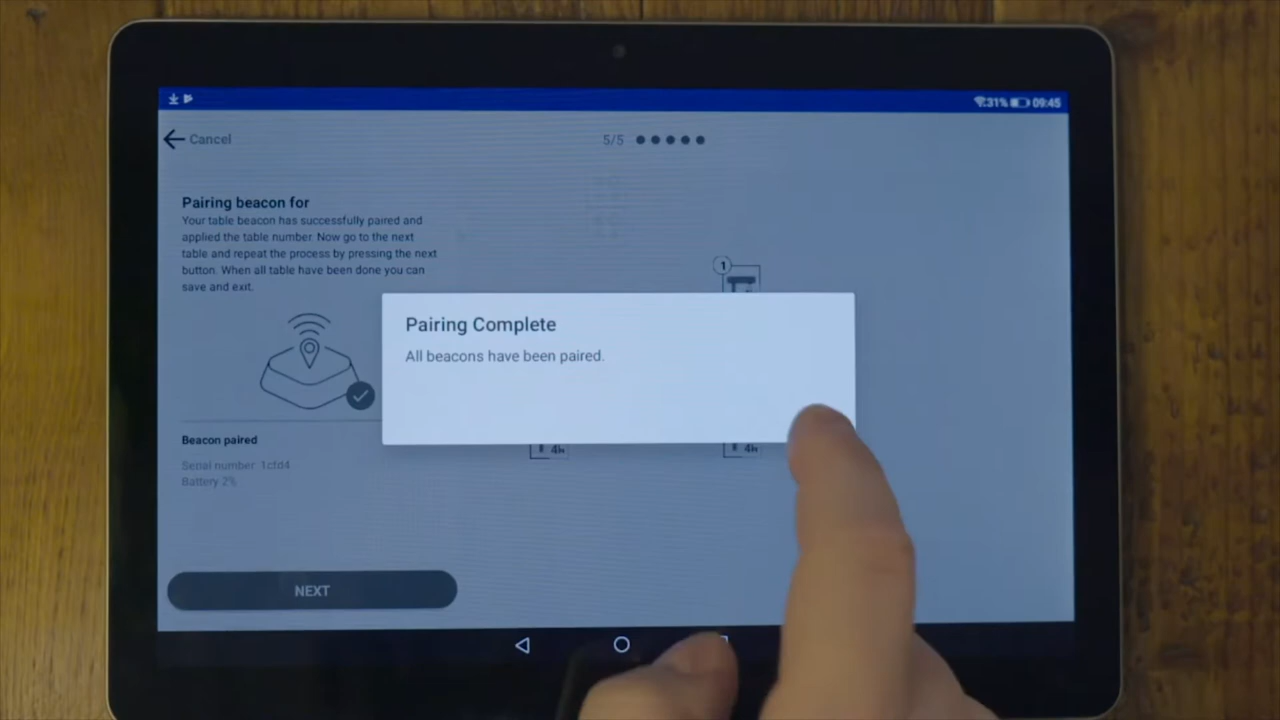 31% 09:45
Cancel
5/5
Pairing beacon for
Your table beacon has successfully paired and
applied the table number. Now go to the next
table and repeat the process by pressing the next
button. When all table have been done you can
save and exit.
1
Pairing Complete
All beacons have been paired.
Beacon paired
4h
4h
Serial number 1cfd4
Battery 2%
NEXT